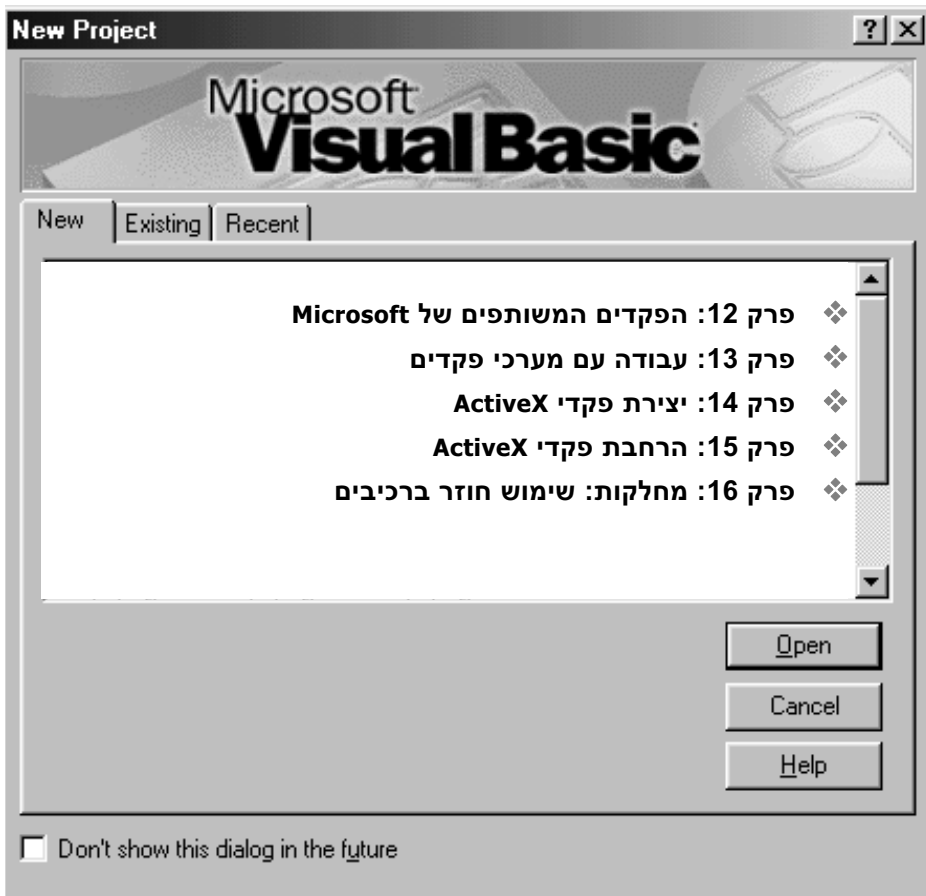 New Project
Microsoft
Visual Basic
New Existing Recent
פרק 12: הפקדים המשותפים של Microsoft
פרק 13: עבודה עם מערכי פקדים
פרק 14: יצירת פקדי ActiveX
פרק 15: הרחבת פקדי ActiveX
פרק 16: מחלקות: שימוש חוזר ברכיבים
Open
Cancel
Help
Don't show this dialog in the future